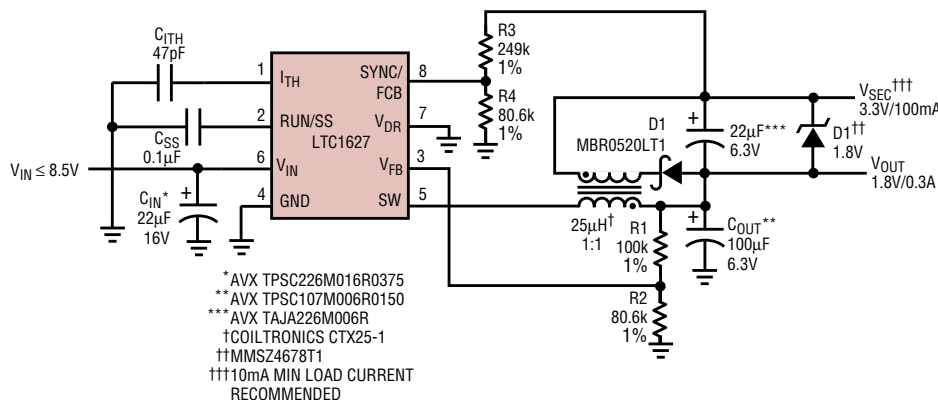 C_ITH
47pF
1
I_TH
SYNC/
FCB
8
R3
249k
1%
R4
80.6k
1%
C_SS
0.1µF
2
RUN/SS
LTC1627
V_DR
7
V_IN ≤ 8.5V
6
V_IN
V_FB
3
C_IN*
22µF
16V
4
GND
SW
5
D1
MBR0520LT1
22µF***
6.3V
D1††
1.8V
V_SEC†††
3.3V/100mA
V_OUT
1.8V/0.3A
25µH†
1:1
R1
100k
1%
C_OUT**
100µF
6.3V
R2
80.6k
1%
*AVX TPSC226M016R0375
**AVX TPSC107M006R0150
***AVX TAJA226M006R
†COILTRONICS CTX25-1
††MMSZ4678T1
†††10mA MIN LOAD CURRENT
RECOMMENDED
+
+
+